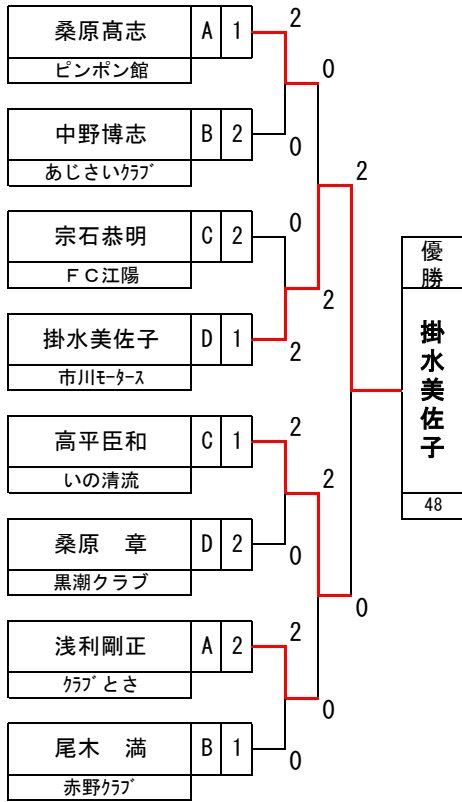 桑原髙志 A 1
ピンポン館
2
0
中野博志 B 2
あじさいｸﾗﾌﾞ
0
2
宗石恭明 C 2
ＦＣ江陽
0
2
掛水美佐子 D 1
市川ﾓｰﾀｰｽ
2
高平臣和 C 1
いの清流
2
2
桑原　章 D 2
黒潮クラブ
0
0
浅利剛正 A 2
ｸﾗﾌﾞとさ
2
0
尾木　満 B 1
赤野ｸﾗﾌﾞ
0
優勝
掛水美佐子
48